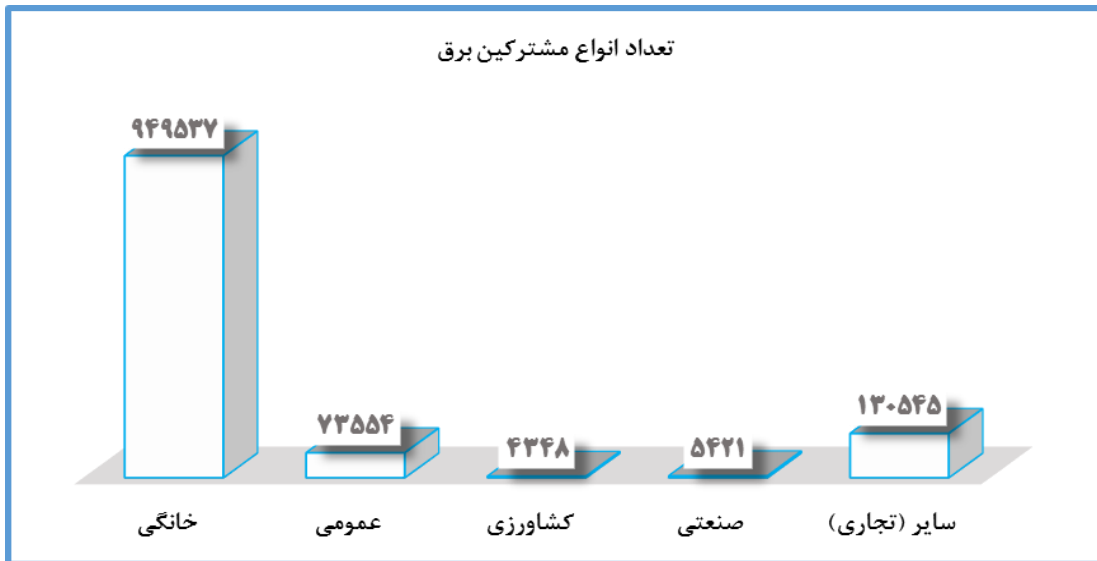 تعداد انواع مشترکین برق
۹۴۹۵۳۷
۷۳۵۵۴
۴۳۴۸
۵۴۲۱
۱۳۰۵۴۵
خانگی
عمومی
کشاورزی
صنعتی
سایر (تجاری)